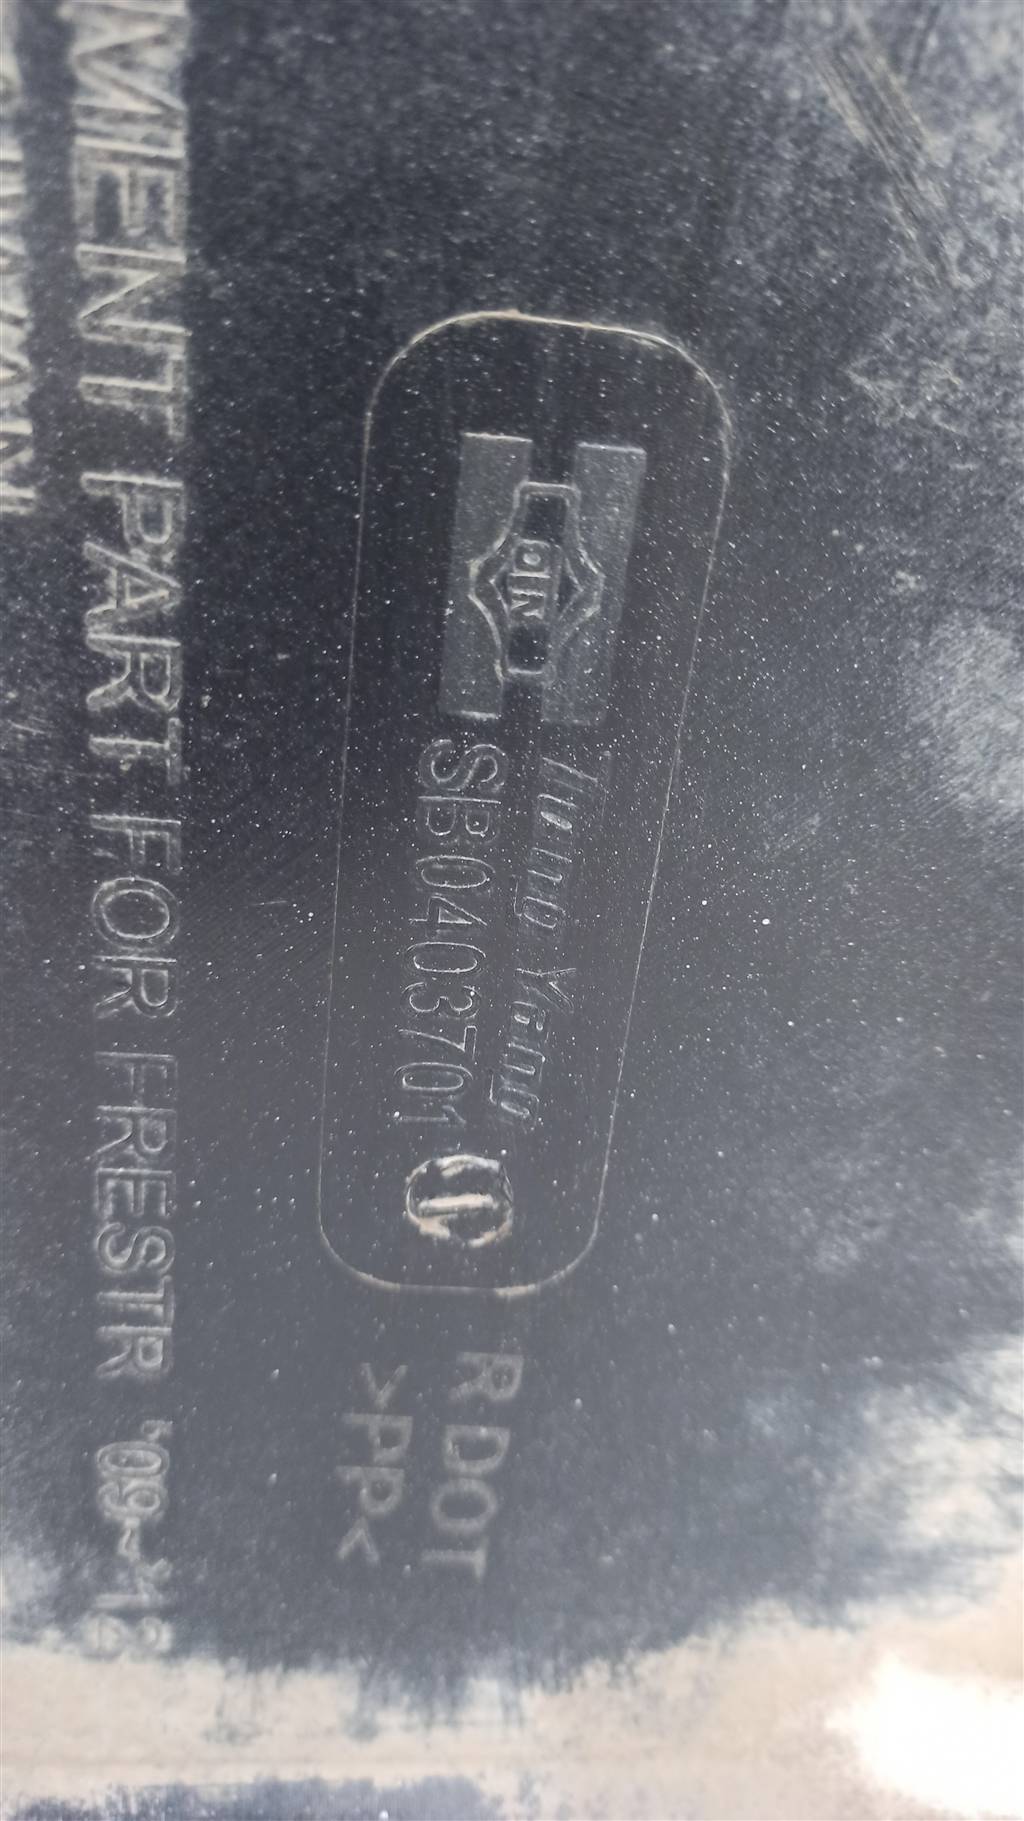 MENT PART FOR FRESTR '09~'13
Tong Yang
SB0403701
R DOT
>PP<